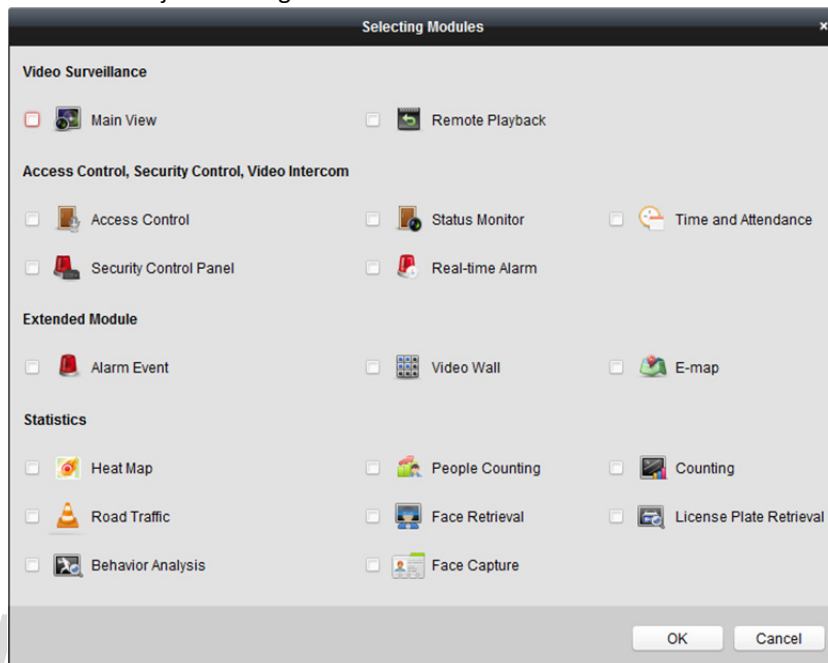 Selecting Modules
×
Video Surveillance
Main View Remote Playback
Access Control, Security Control, Video Intercom
Access Control Status Monitor Time and Attendance
Security Control Panel Real-time Alarm
Extended Module
Alarm Event Video Wall E-map
Statistics
Heat Map People Counting Counting
Road Traffic Face Retrieval License Plate Retrieval
Behavior Analysis Face Capture
OK Cancel